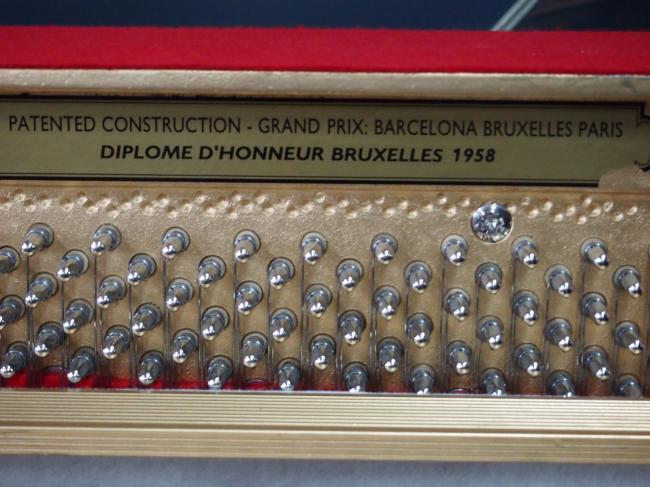 PATENTED CONSTRUCTION - GRAND PRIX: BARCELONA BRUXELLES PARIS
DIPLOME D'HONNEUR BRUXELLES 1958